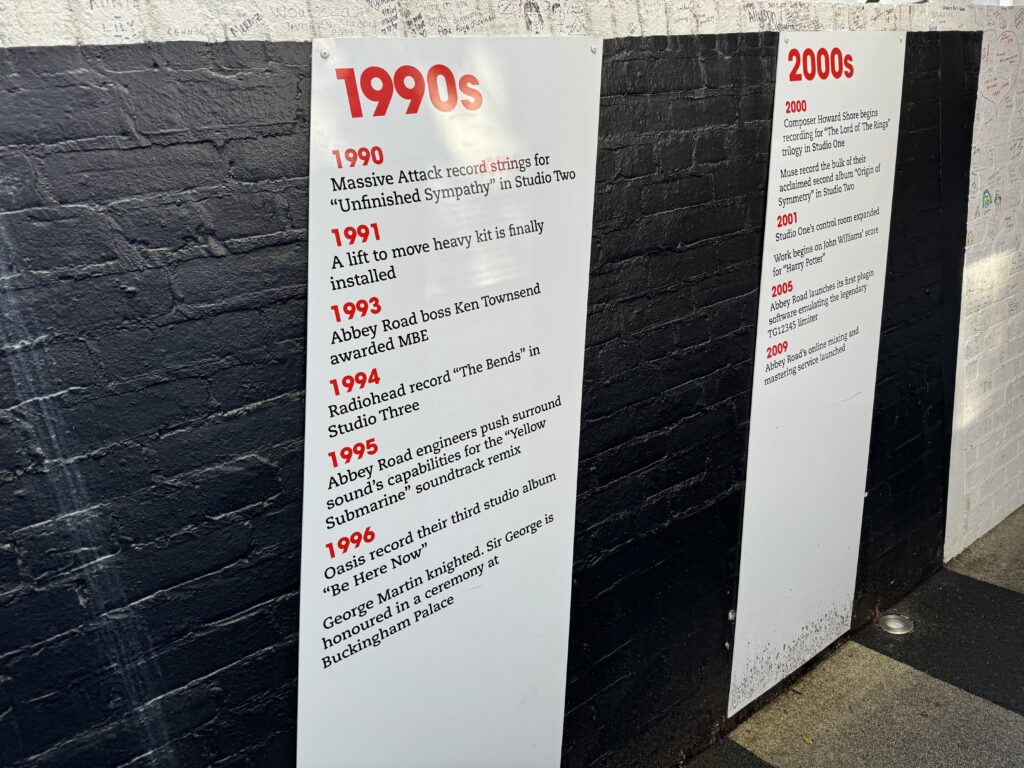 1990s
1990
Massive Attack record strings for
“Unfinished Sympathy” in Studio Two
1991
A lift to move heavy kit is finally
installed
1993
Abbey Road boss Ken Townsend
awarded MBE
1994
Radiohead record “The Bends” in
Studio Three
1995
Abbey Road engineers push surround
sound’s capabilities for the “Yellow
Submarine” soundtrack remix
1996
Oasis record their third studio album
“Be Here Now”
George Martin knighted. Sir George is
honoured in a ceremony at
Buckingham Palace
2000s
2000
Composer Howard Shore begins
recording for “The Lord of The Rings”
trilogy in Studio One
Muse record the bulk of their
acclaimed second album “Origin of
Symmetry” in Studio Two
2001
Studio One’s control room expanded
Work begins on John Williams’ score
for “Harry Potter”
2005
Abbey Road launches its first plugin
software emulating the legendary
TG12345 limiter
2009
Abbey Road’s online mixing and
mastering service launched
LILY
LENNON